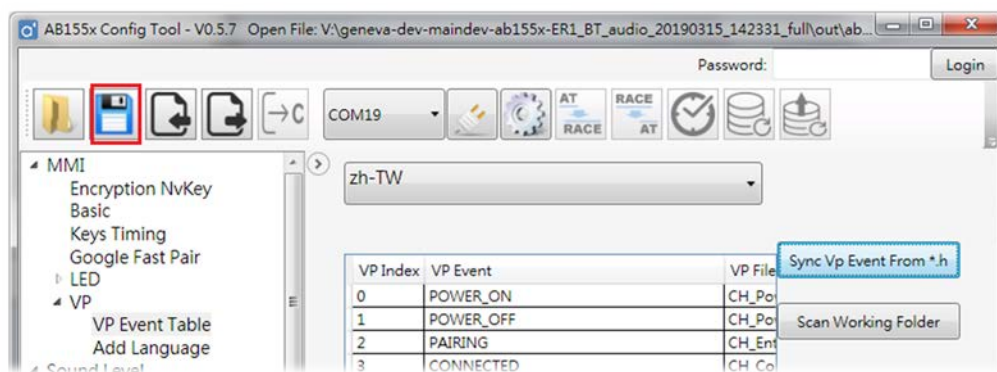 AB155x Config Tool - V0.5.7 Open File: V:\geneva-dev-maindev-ab155x-ER1_BT_audio_20190315_142331_full\out\ab...
Password: Login
C COM19 AT RACE RACE AT
MMI
Encryption NvKey
Basic
Keys Timing
Google Fast Pair
LED
VP
VP Event Table
Add Language
Sound Level
zh-TW
VP Index VP Event VP File
0 POWER_ON CH_Po
1 POWER_OFF CH_Po
2 PAIRING CH_Ent
3 CONNECTED CH_Co
Sync Vp Event From *.h
Scan Working Folder